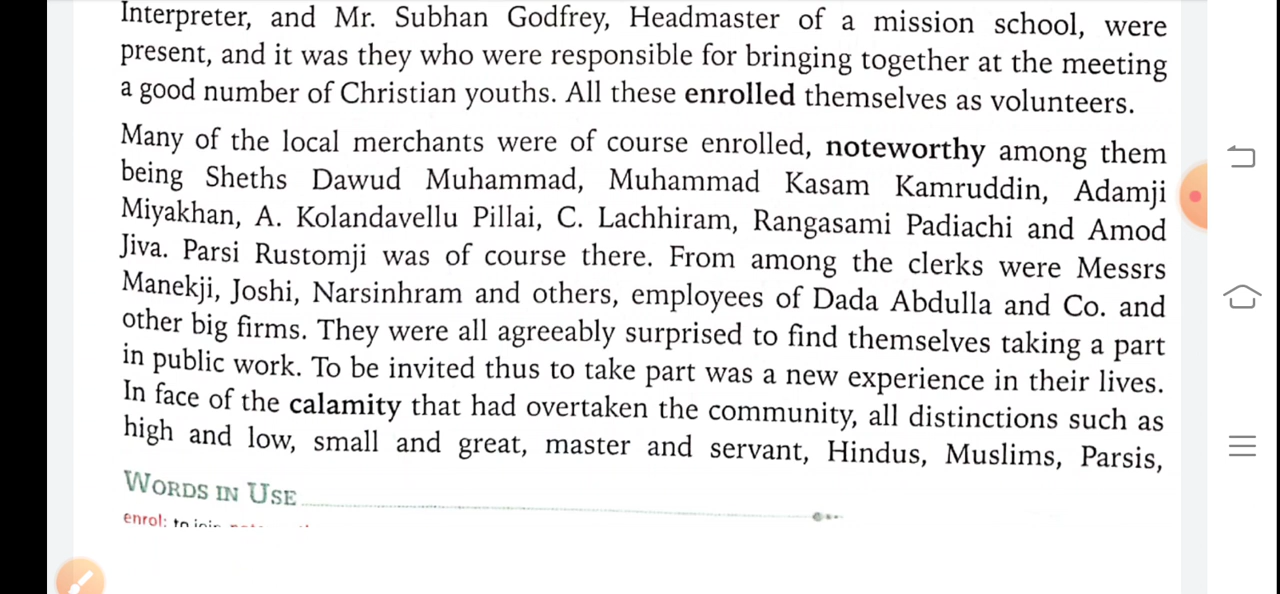 Interpreter, and Mr. Subhan Godfrey, Headmaster of a mission school, were
present, and it was they who were responsible for bringing together at the meeting
a good number of Christian youths. All these enrolled themselves as volunteers.
Many of the local merchants were of course enrolled, noteworthy among them
being Sheths Dawud Muhammad, Muhammad Kasam Kamruddin, Adamji
Miyakhan, A. Kolandavellu Pillai, C. Lachhiram, Rangasami Padiachi and Amod
Jiva. Parsi Rustomji was of course there. From among the clerks were Messrs
Manekji, Joshi, Narsinhram and others, employees of Dada Abdulla and Co. and
other big firms. They were all agreeably surprised to find themselves taking a part
in public work. To be invited thus to take part was a new experience in their lives.
In face of the calamity that had overtaken the community, all distinctions such as
high and low, small and great, master and servant, Hindus, Muslims, Parsis,
WORDS IN USE
enrol: to join